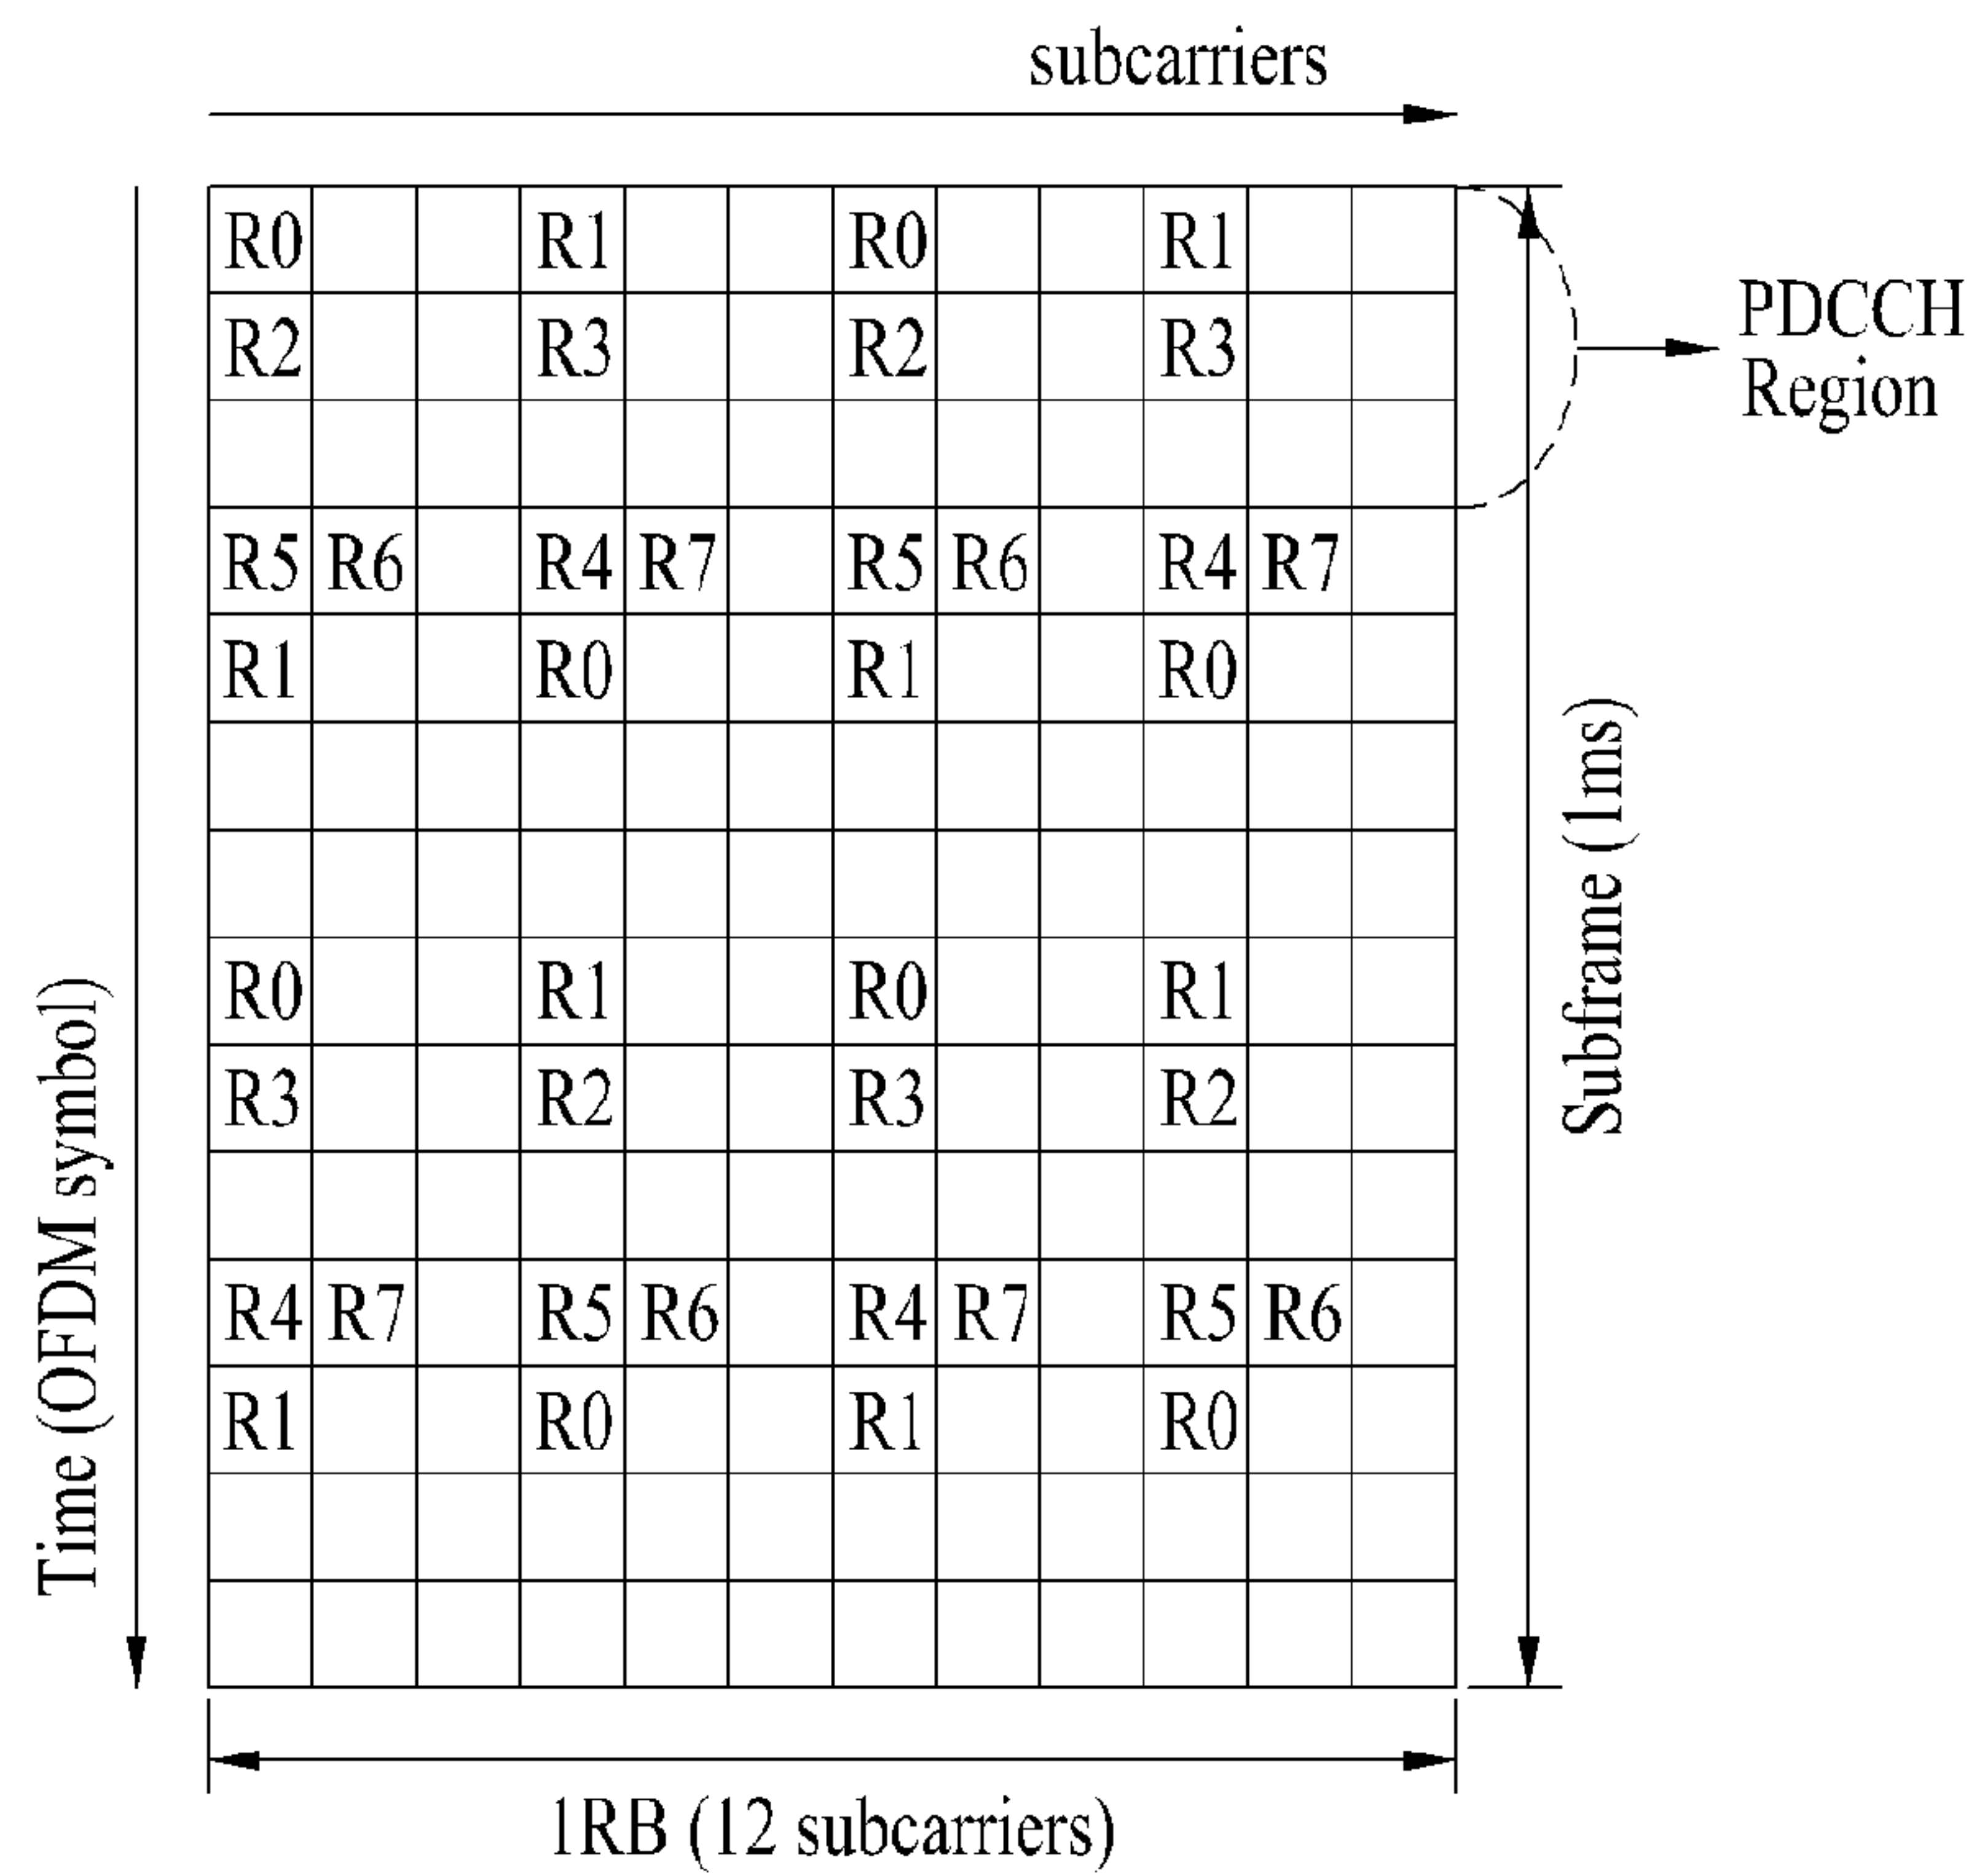 subcarriers
R0 R1 R0 R1
R2 R3 R2 R3
PDCCH
Region
R5 R6 R4 R7 R5 R6 R4 R7
R1 R0 R1 R0
R0 R1 R0 R1
R3 R2 R3 R2
R4 R7 R5 R6 R4 R7 R5 R6
R1 R0 R1 R0
Time (OFDM symbol)
Subframe (1ms)
1RB (12 subcarriers)